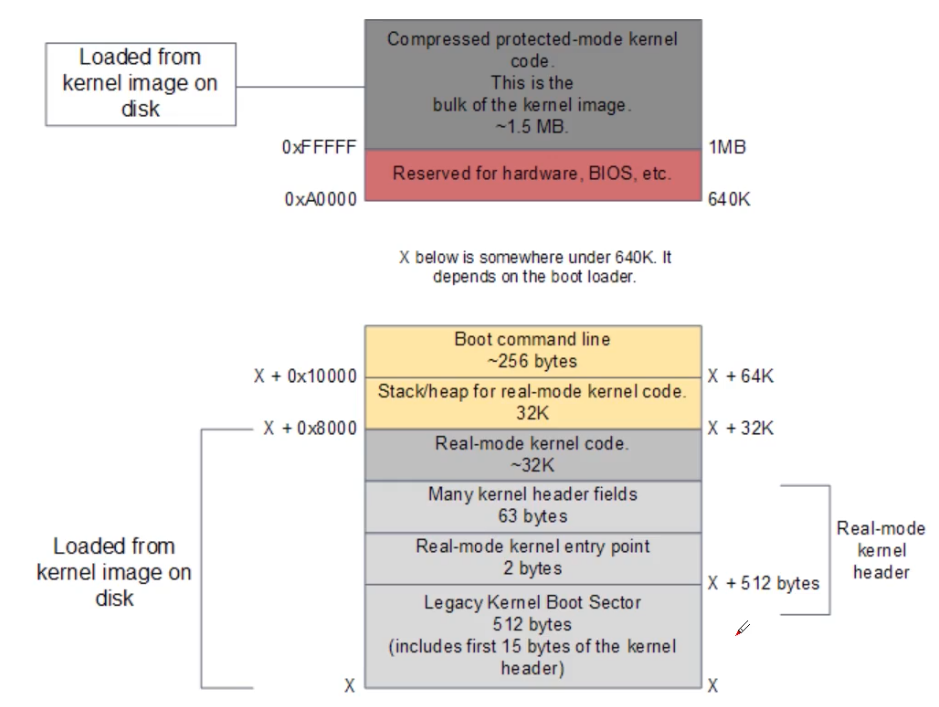 Compressed protected-mode kernel
code.
This is the
bulk of the kernel image.
~1.5 MB.
Loaded from
kernel image on
disk
0xFFFFF
1MB
Reserved for hardware, BIOS, etc.
0xA0000
640K
X below is somewhere under 640K. It
depends on the boot loader.
Boot command line
~256 bytes
X + 0x10000
X + 64K
Stack/heap for real-mode kernel code.
32K
X + 0x8000
X + 32K
Real-mode kernel code.
~32K
Many kernel header fields
63 bytes
Real-mode
kernel
header
Real-mode kernel entry point
2 bytes
Loaded from
kernel image on
disk
X + 512 bytes
Legacy Kernel Boot Sector
512 bytes
(includes first 15 bytes of the kernel
header)
X
X